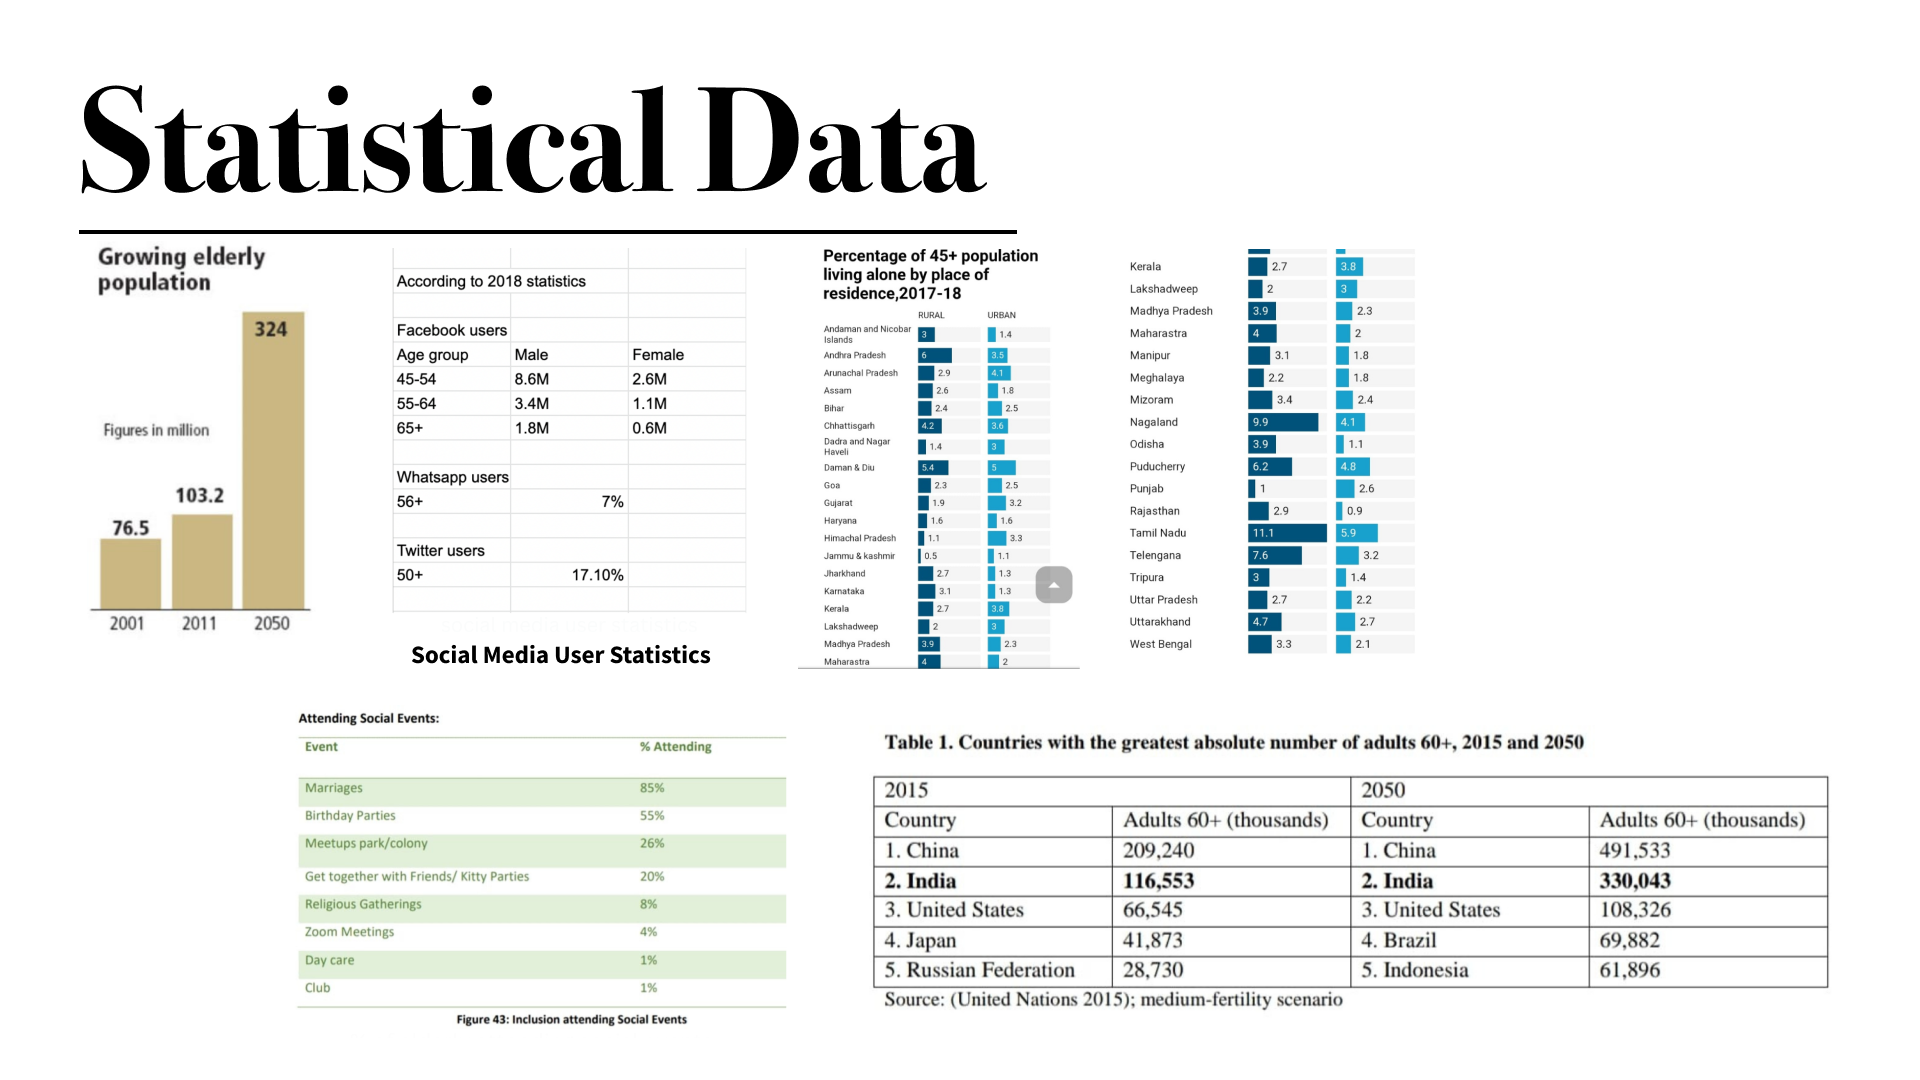 Statistical Data
Growing elderly
population
324
Figures in million
103.2
76.5
2001 2011 2050
According to 2018 statistics
Facebook users
Age group Male Female
45-54 8.6M 2.6M
55-64 3.4M 1.1M
65+ 1.8M 0.6M
Whatsapp users
56+ 7%
Twitter users
50+ 17.10%
Social Media User Statistics
Percentage of 45+ population
living alone by place of
residence,2017-18
RURAL URBAN
Andaman and Nicobar
Islands 3 1.4
Andhra Pradesh 6 3.5
Arunachal Pradesh 2.9 4.1
Assam 2.6 1.8
Bihar 2.4 2.5
Chhattisgarh 4.2 3.6
Dadra and Nagar
Haveli 1.4 3
Daman & Diu 5.4 5
Goa 2.3 2.5
Gujarat 1.9 3.2
Haryana 1.6 1.6
Himachal Pradesh 1.1 3.3
Jammu & kashmir 0.5 1.1
Jharkhand 2.7 1.3
Karnataka 3.1 1.3
Kerala 2.7 3.8
Lakshadweep 2 3
Madhya Pradesh 3.9 2.3
Maharastra 4 2
Kerala 2.7 3.8
Lakshadweep 2 3
Madhya Pradesh 3.9 2.3
Maharastra 4 2
Manipur 3.1 1.8
Meghalaya 2.2 1.8
Mizoram 3.4 2.4
Nagaland 9.9 4.1
Odisha 3.9 1.1
Puducherry 6.2 4.8
Punjab 1 2.6
Rajasthan 2.9 0.9
Tamil Nadu 11.1 5.9
Telengana 7.6 3.2
Tripura 3 1.4
Uttar Pradesh 2.7 2.2
Uttarakhand 4.7 2.7
West Bengal 3.3 2.1
Attending Social Events:
Event % Attending
Marriages 85%
Birthday Parties 55%
Meetups park/colony 26%
Get together with Friends/ Kitty Parties 20%
Religious Gatherings 8%
Zoom Meetings 4%
Day care 1%
Club 1%
Figure 43: Inclusion attending Social Events
Table 1. Countries with the greatest absolute number of adults 60+, 2015 and 2050
2015 2050
Country Adults 60+ (thousands) Country Adults 60+ (thousands)
1. China 209,240 1. China 491,533
2. India 116,553 2. India 330,043
3. United States 66,545 3. United States 108,326
4. Japan 41,873 4. Brazil 69,882
5. Russian Federation 28,730 5. Indonesia 61,896
Source: (United Nations 2015); medium-fertility scenario